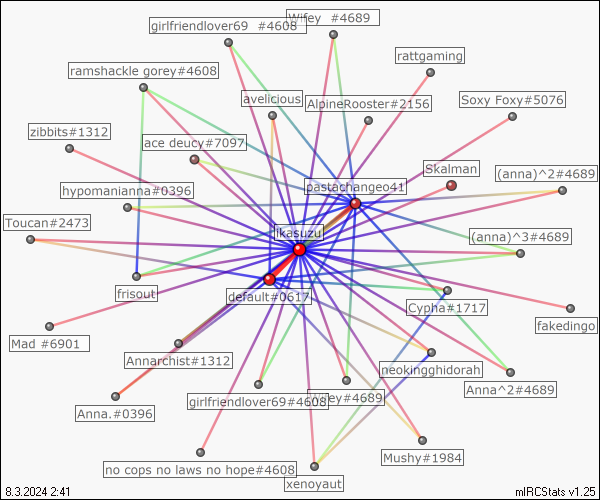 girlfriendlover69 #4608
Wifey #4689
rattgaming
ramshackle gorey#4608
avelicious
AlpineRooster#2156
Soxy Foxy#5076
zibbits#1312
ace deucy#7097
Skalman
(anna)^2#4689
hypomanianna#0396
pastachangeo41
Toucan#2473
ikasuzu
(anna)^3#4689
frisout
default#0617
Cypha#1717
fakedingo
Mad #6901
Annarchist#1312
neokingghidorah
Anna^2#4689
Anna.#0396
girlfriendlover69#4608
Wifey#4689
no cops no laws no hope#4608
Mushy#1984
xenoyaut
8.3.2024 2:41
mIRCStats v1.25